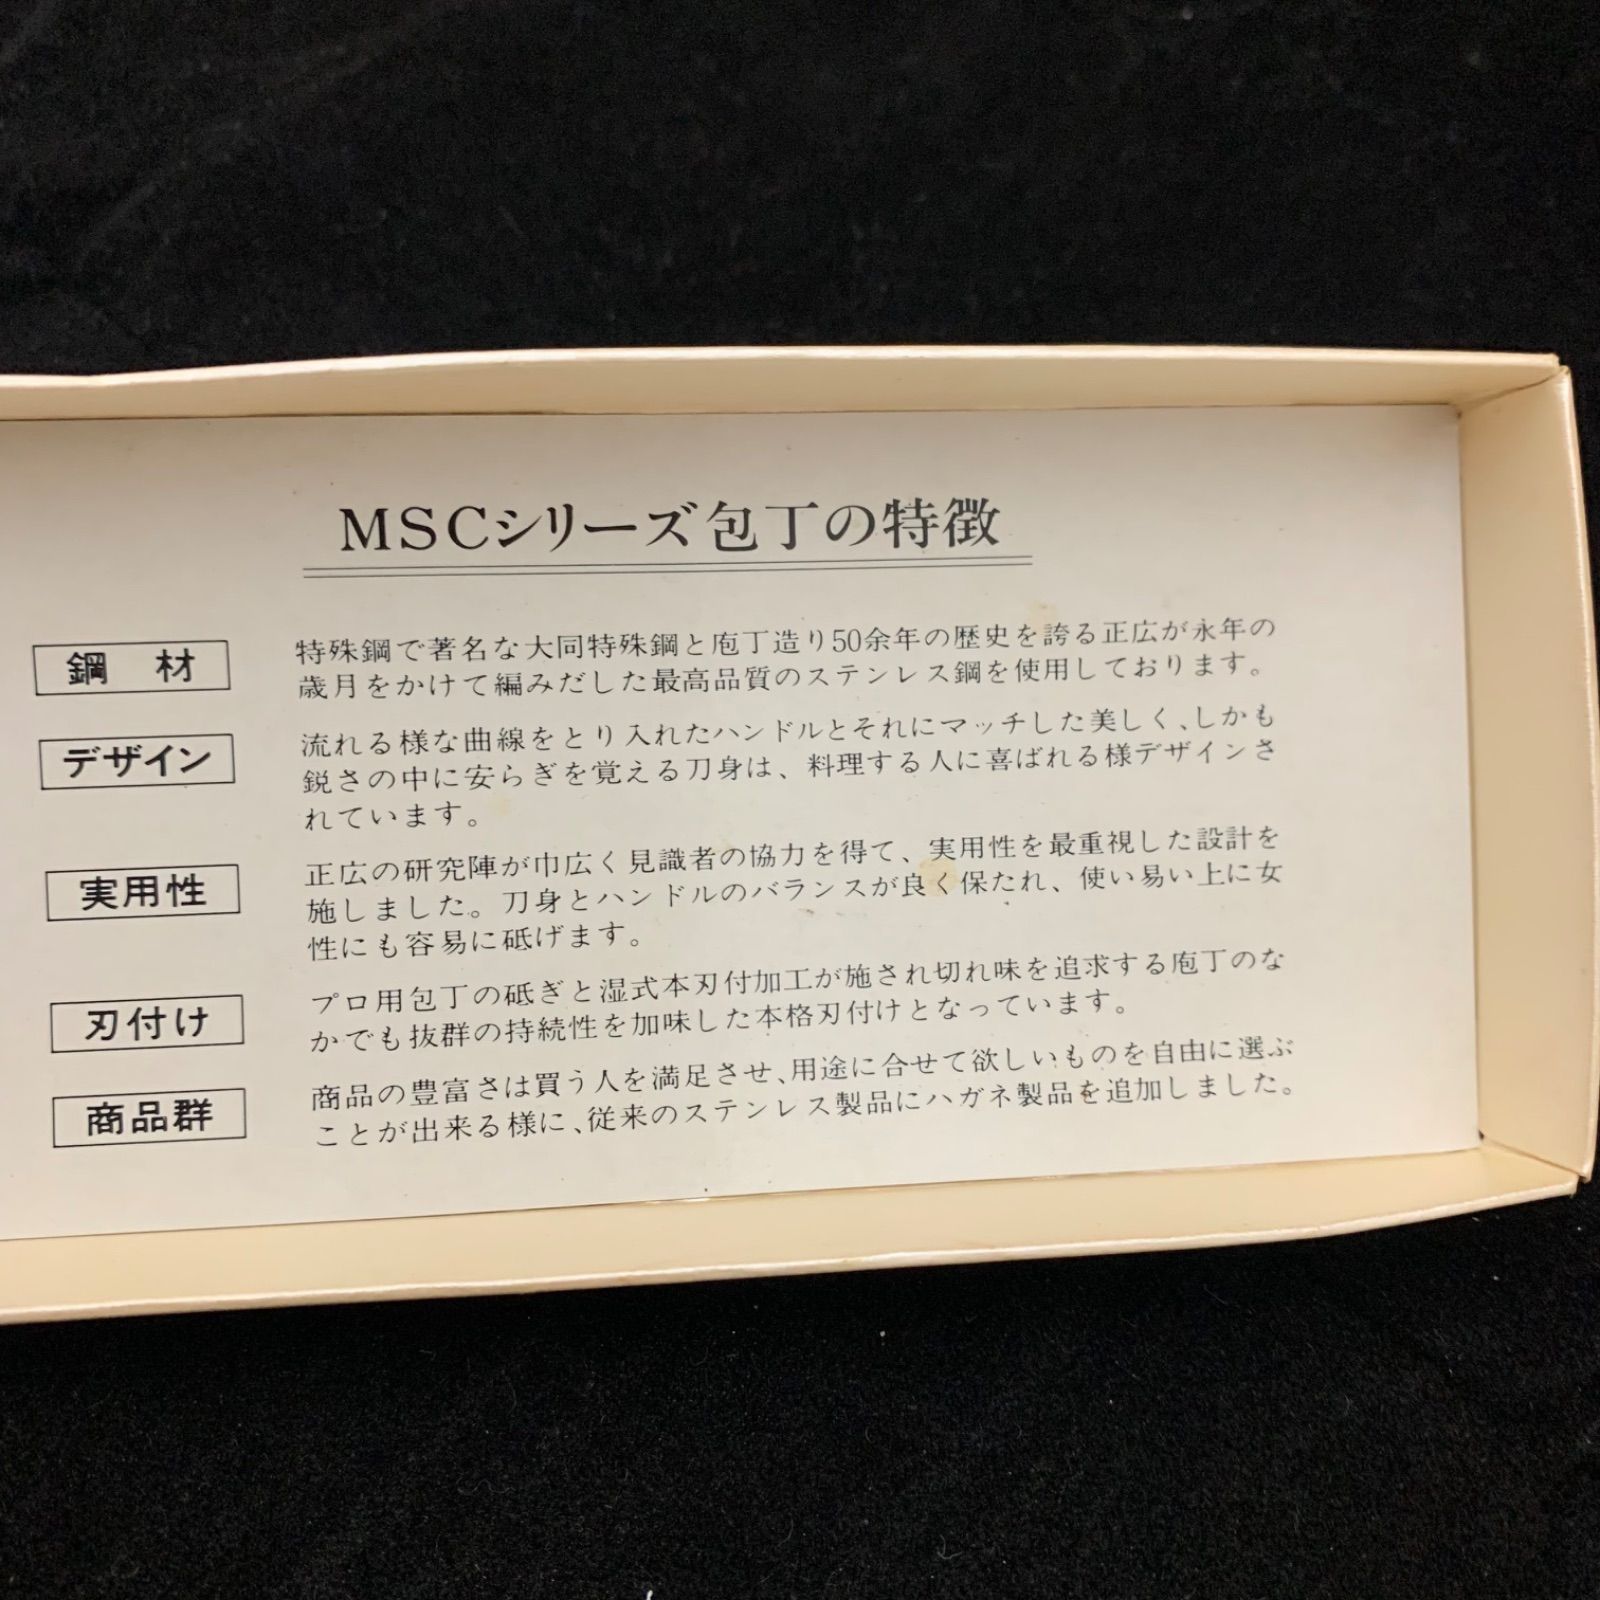 MSCシリーズ包丁の特徴
鋼 材
特殊鋼で著名な大同特殊鋼と庖丁造り50余年の歴史を誇る正広が永年の
歳月をかけて編みだした最高品質のステンレス鋼を使用しております。
デザイン
流れる様な曲線をとり入れたハンドルとそれにマッチした美しく、しかも
鋭さの中に安らぎを覚える刀身は、料理する人に喜ばれる様デザインさ
れています。
実用性
正広の研究陣が巾広く見識者の協力を得て、実用性を最重視した設計を
施しました。刀身とハンドルのバランスが良く保たれ、使い易い上に女
性にも容易に砥げます。
刃付け
プロ用包丁の砥ぎと湿式本刃付加工が施され切れ味を追求する庖丁のな
かでも抜群の持続性を加味した本格刃付けとなっています。
商品群
商品の豊富さは買う人を満足させ、用途に合せて欲しいものを自由に選ぶ
ことが出来る様に、従来のステンレス製品にハガネ製品を追加しました。